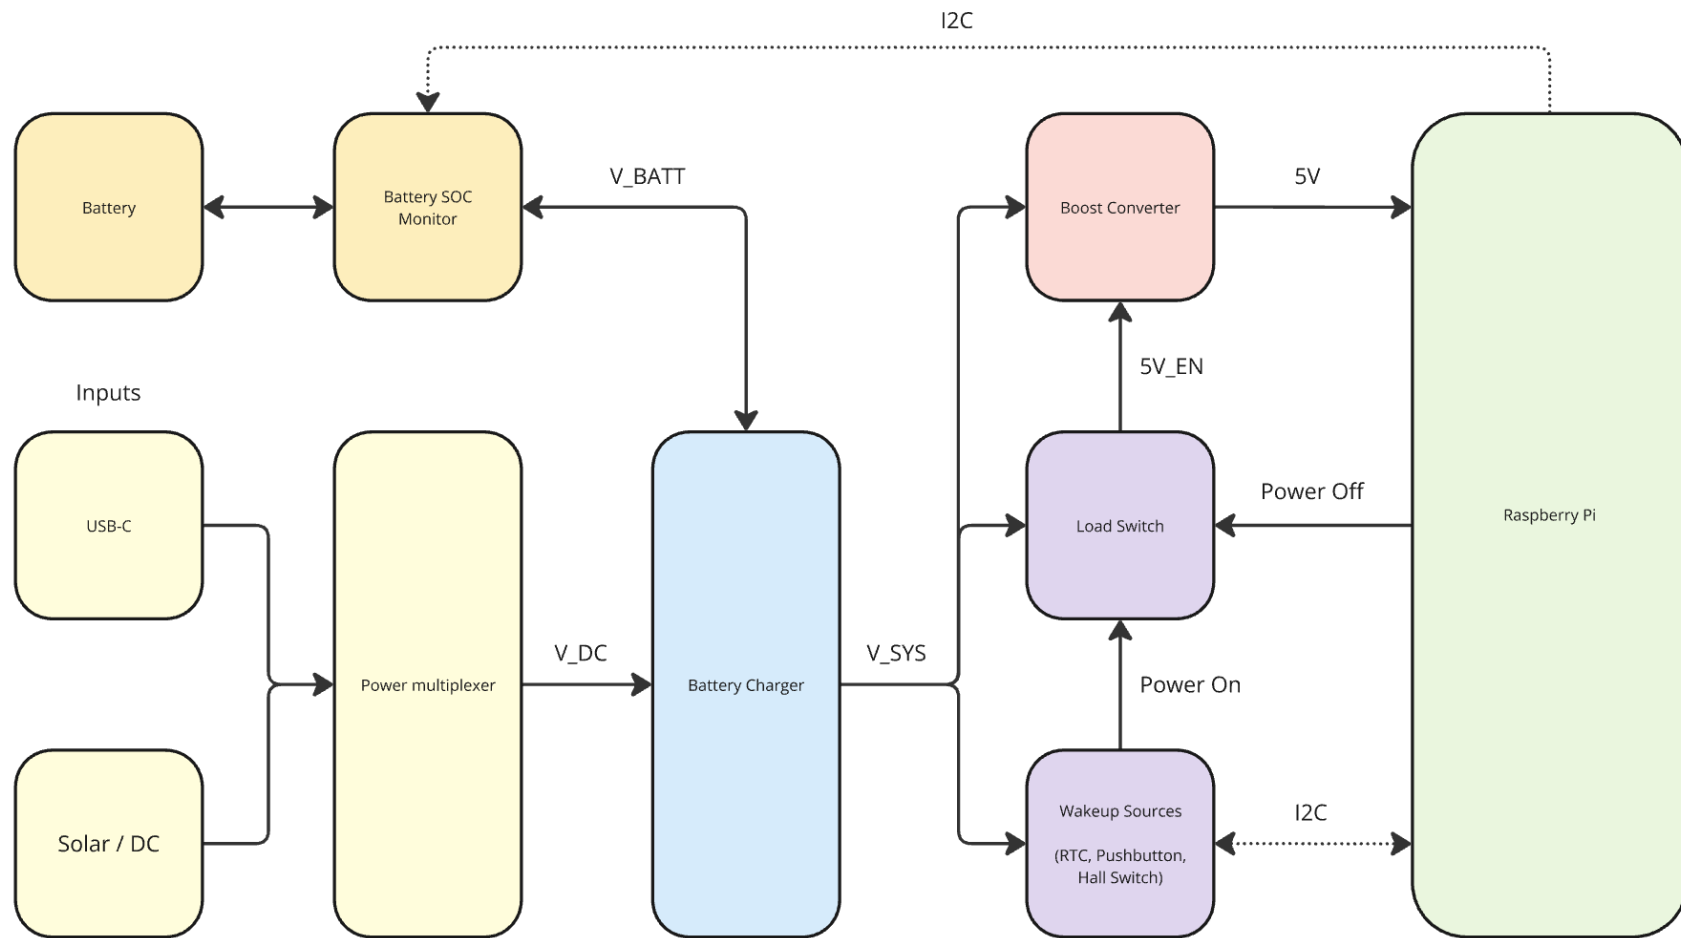 I2C
Battery
Battery SOC
Monitor
V_BATT
Boost Converter
5V
5V_EN
Inputs
USB-C
Load Switch
Power Off
Raspberry Pi
Power multiplexer
V_DC
Battery Charger
V_SYS
Power On
Solar / DC
Wakeup Sources
(RTC, Pushbutton,
Hall Switch)
I2C